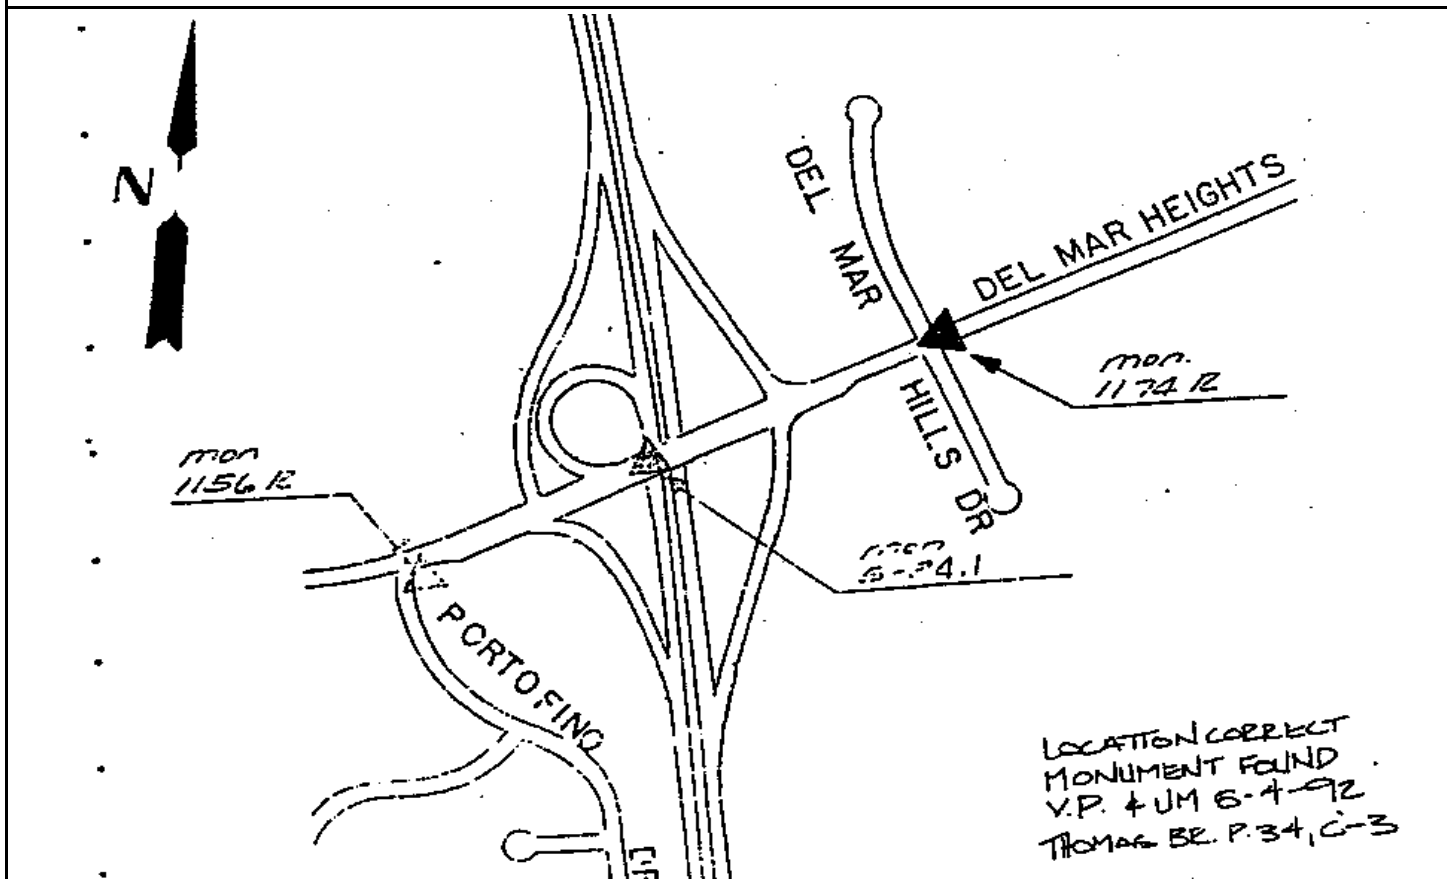 N
DEL MAR
HILLS DR
DEL MAR HEIGHTS
mon.
1174 R
mon
1156 R
mon
PORTOFINO
LOCATION CORRECT
MONUMENT FOUND
V.P. & UM 6-4-92
THOMAS BR. P. 34, C-3